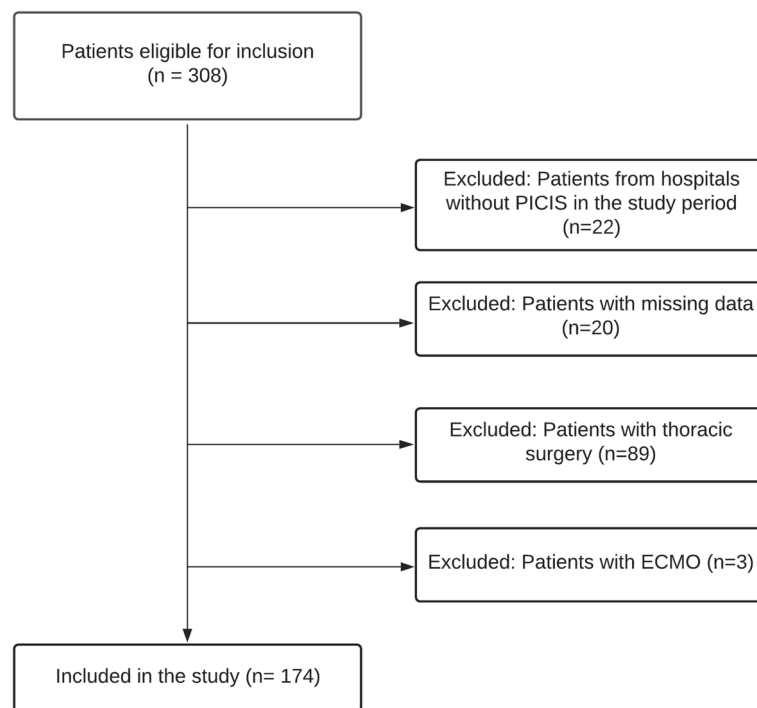 Patients eligible for inclusion
(n = 308)
Excluded: Patients from hospitals
without PICIS in the study period
(n=22)
Excluded: Patients with missing data
(n=20)
Excluded: Patients with thoracic
surgery (n=89)
Excluded: Patients with ECMO (n=3)
Included in the study (n= 174)